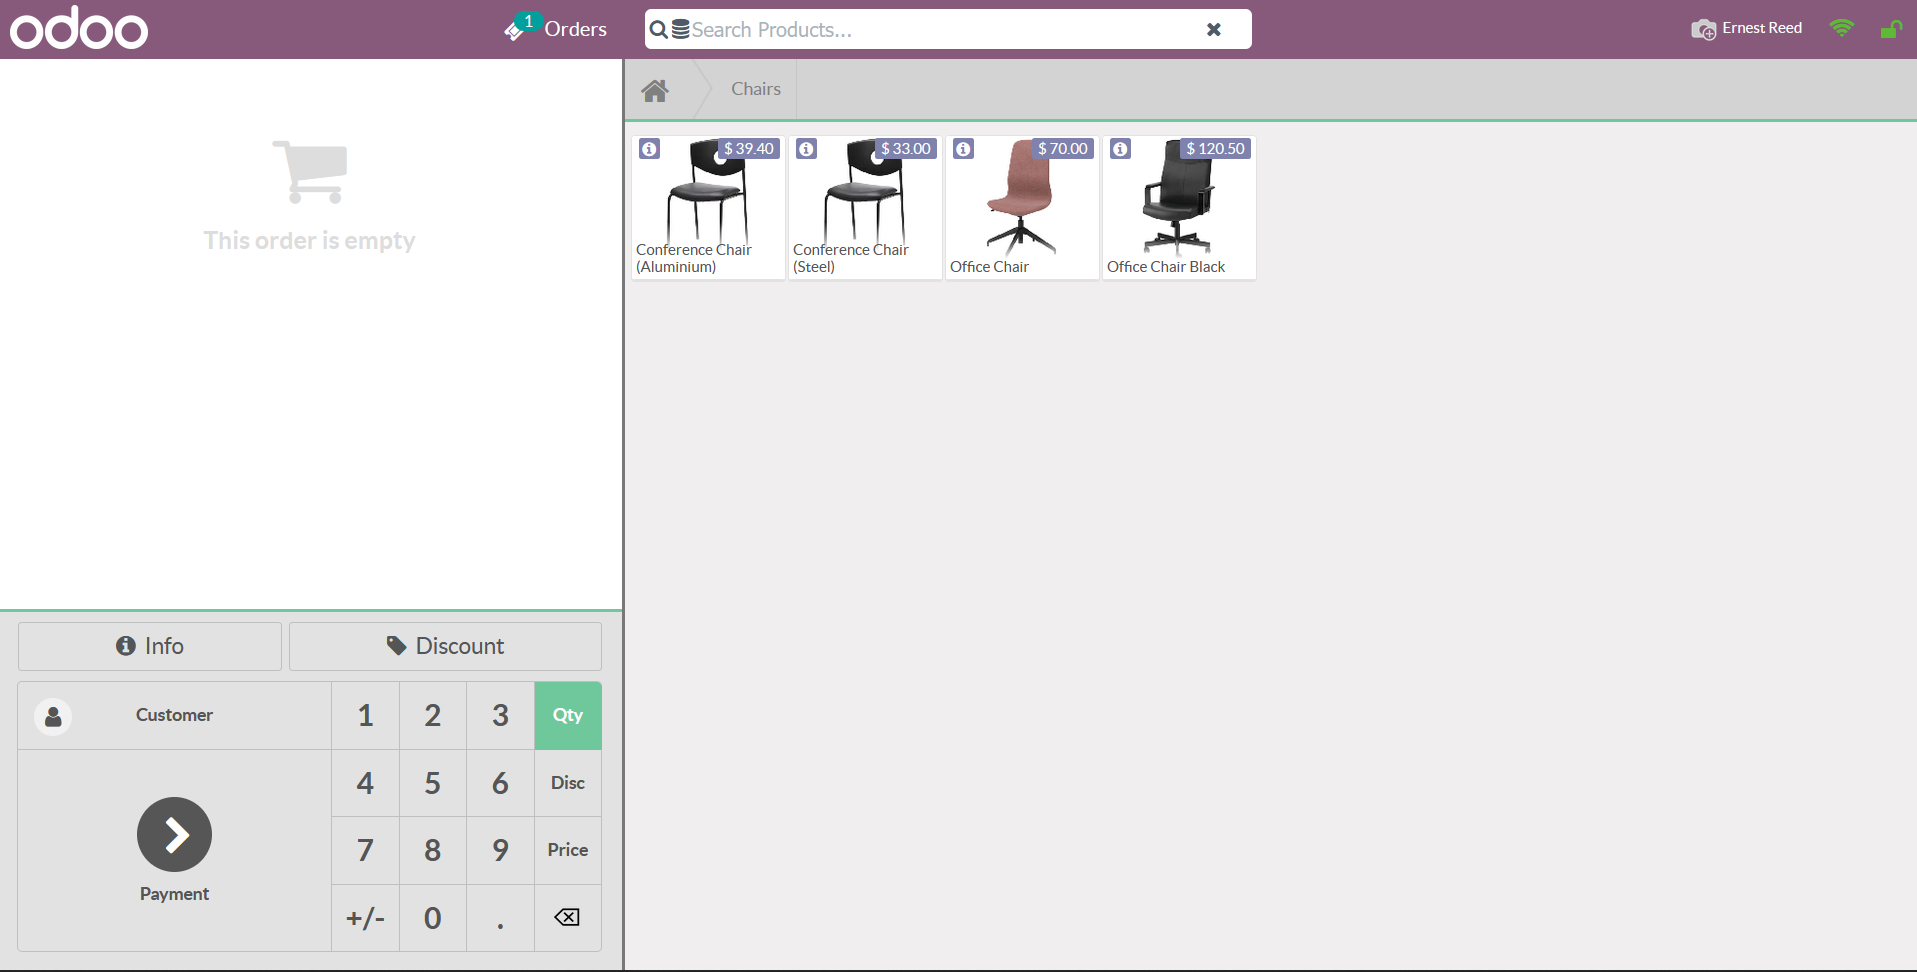 odoo
1
Orders
Search Products...
Ernest Reed
This order is empty
Chairs
$ 39.40
Conference Chair
(Aluminium)
$ 33.00
Conference Chair
(Steel)
$ 70.00
Office Chair
$ 120.50
Office Chair Black
Info
Discount
Customer
1 2 3 Qty
4 5 6 Disc
Payment
7 8 9 Price
+/- 0 .